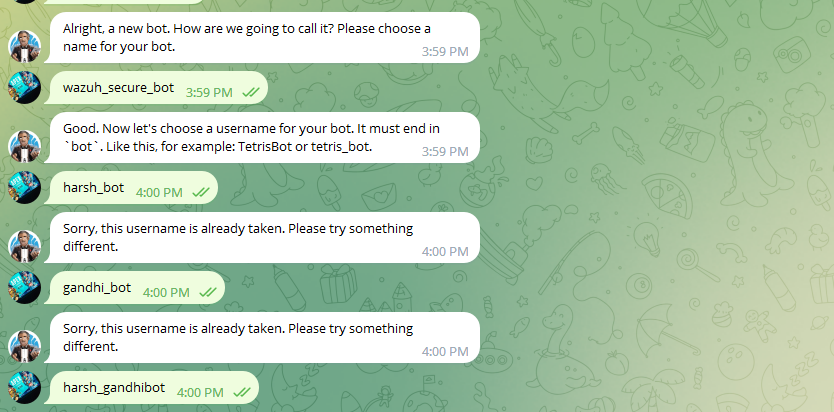 Alright, a new bot. How are we going to call it? Please choose a
name for your bot.
3:59 PM
wazuh_secure_bot 3:59 PM
Good. Now let's choose a username for your bot. It must end in
`bot`. Like this, for example: TetrisBot or tetris_bot.
3:59 PM
harsh_bot 4:00 PM
Sorry, this username is already taken. Please try something
different.
4:00 PM
gandhi_bot 4:00 PM
Sorry, this username is already taken. Please try something
different.
4:00 PM
harsh_gandhibot 4:00 PM